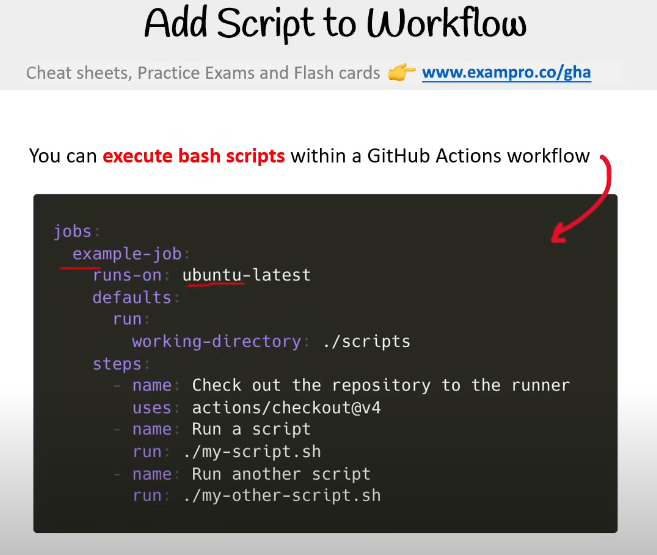 Add Script to Workflow
Cheat sheets, Practice Exams and Flash cards 👉 www.exampro.co/gha
You can execute bash scripts within a GitHub Actions workflow
jobs:
  example-job:
    runs-on: ubuntu-latest
    defaults:
      run:
        working-directory: ./scripts
    steps:
      - name: Check out the repository to the runner
        uses: actions/checkout@v4
      - name: Run a script
        run: ./my-script.sh
      - name: Run another script
        run: ./my-other-script.sh